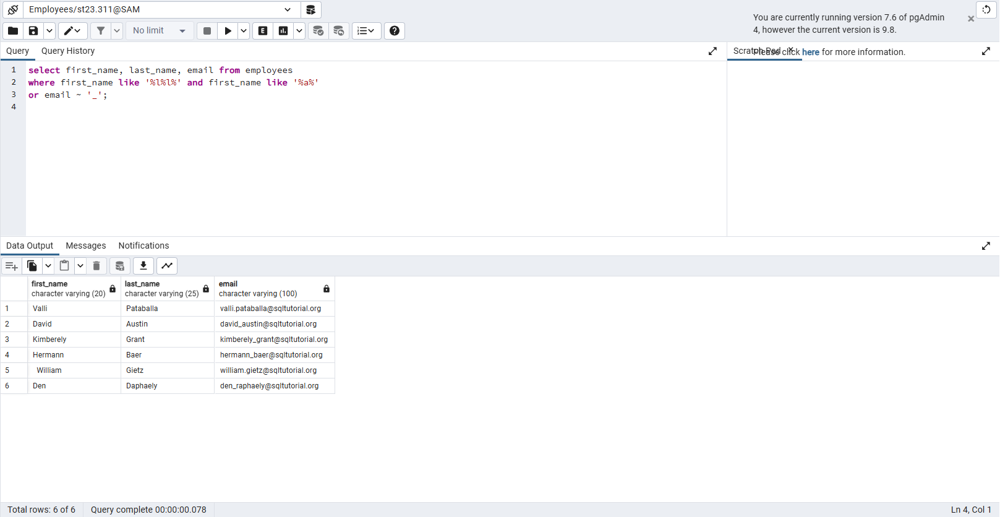 Employees/st23.311@SAM
You are currently running version 7.6 of pgAdmin
4, however the current version is 9.8.
No limit
E
Query Query History
Scratch Pad
Please click here for more information.
1 select first_name, last_name, email from employees
2 where first_name like '%l%l%' and first_name like '%a%'
3 or email ~ '_';
4
Data Output Messages Notifications
first_name last_name email
character varying (20) character varying (25) character varying (100)
1 Valli Pataballa valli.pataballa@sqltutorial.org
2 David Austin david_austin@sqltutorial.org
3 Kimberely Grant kimberely_grant@sqltutorial.org
4 Hermann Baer hermann_baer@sqltutorial.org
5 William Gietz william.gietz@sqltutorial.org
6 Den Daphaely den_raphaely@sqltutorial.org
Total rows: 6 of 6 Query complete 00:00:00.078 Ln 4, Col 1